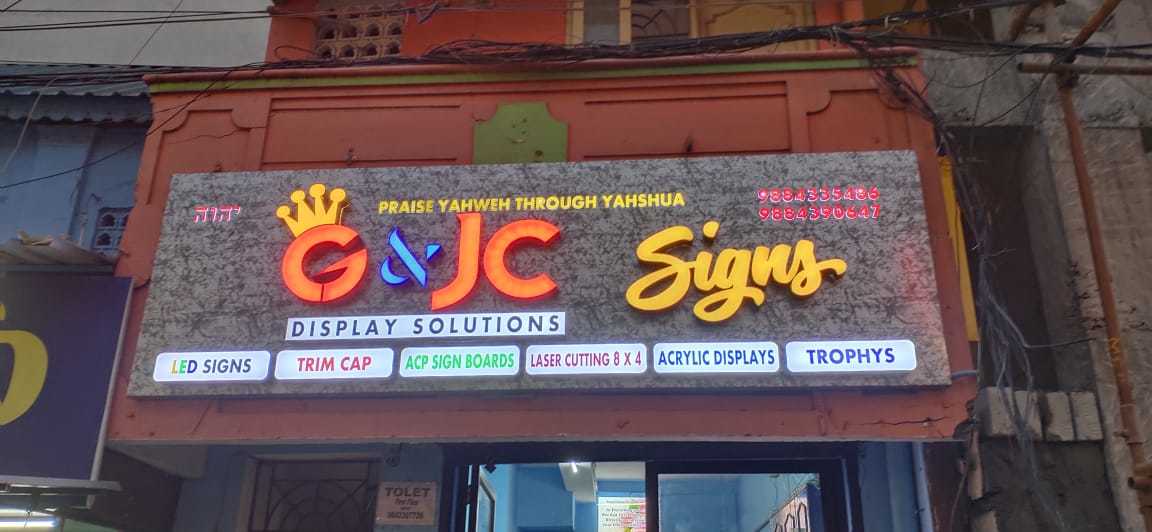 יהוה
PRAISE YAHWEH THROUGH YAHSHUA
9884335486
9884390647
G & JC Signs
DISPLAY SOLUTIONS
LED SIGNS
TRIM CAP
ACP SIGN BOARDS
LASER CUTTING 8 X 4
ACRYLIC DISPLAYS
TROPHYS
TOLET